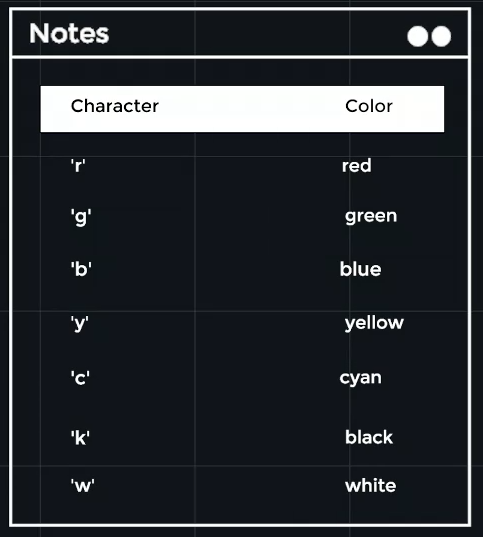 Notes
Character Color
'r' red
'g' green
'b' blue
'y' yellow
'c' cyan
'k' black
'w' white